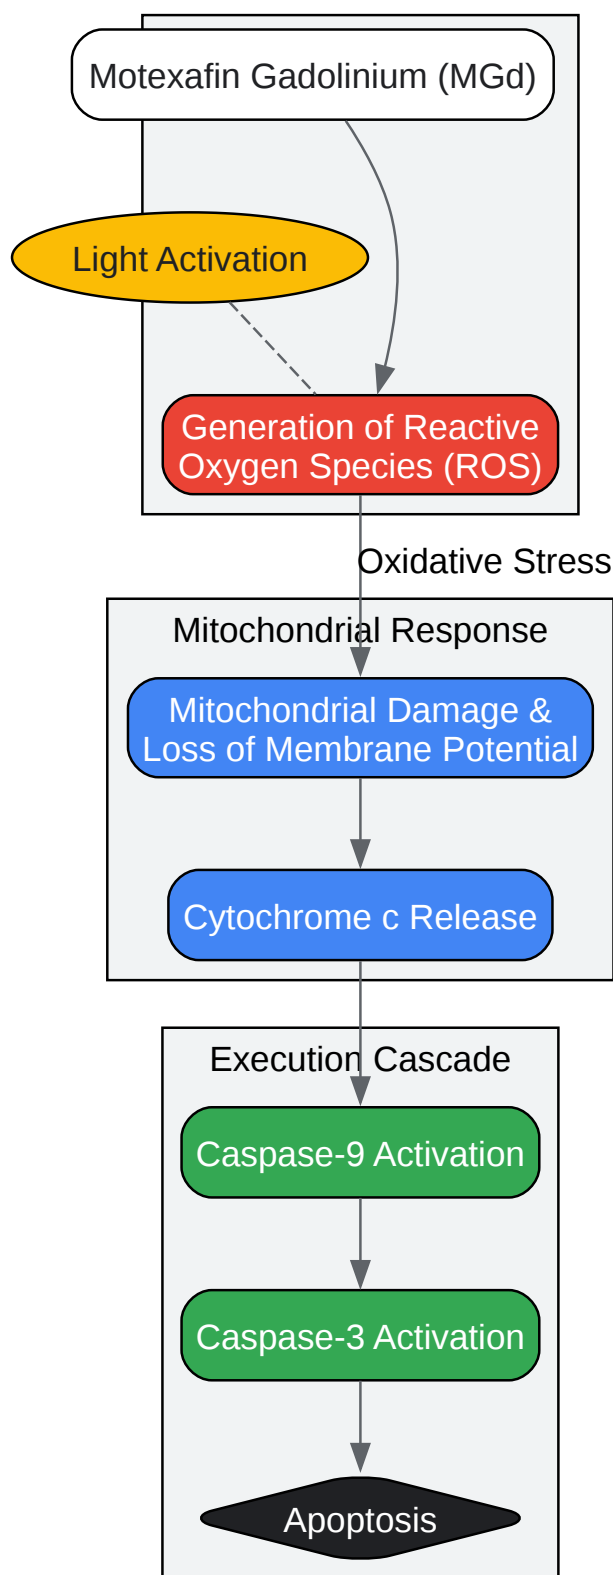 Motexafin Gadolinium (MGd)
Light Activation
Generation of Reactive
Oxygen Species (ROS)
Oxidative Stress
Mitochondrial Response
Mitochondrial Damage &
Loss of Membrane Potential
Cytochrome c Release
Execution Cascade
Caspase-9 Activation
Caspase-3 Activation
Apoptosis